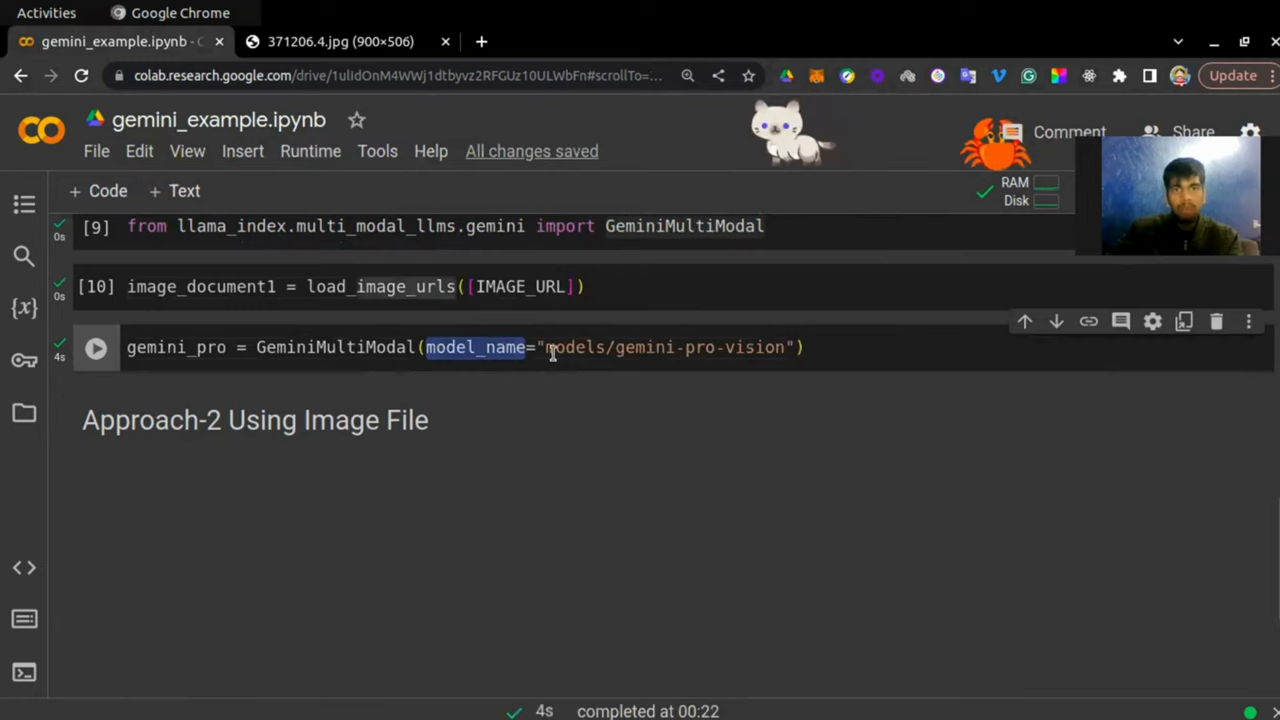 Activities
Google Chrome
gemini_example.ipynb - C
371206.4.jpg (900×506)
colab.research.google.com/drive/1uIdOnM4WWj1dtbyvz2RFGUz10ULWbFn#scrollTo=...
Update
gemini_example.ipynb
Comment
Share
File Edit View Insert Runtime Tools Help All changes saved
+ Code + Text
RAM
Disk
[9] from llama_index.multi_modal_llms.gemini import GeminiMultiModal
0s
[10] image_document1 = load_image_urls([IMAGE_URL])
0s
gemini_pro = GeminiMultiModal(model_name="models/gemini-pro-vision")
4s
Approach-2 Using Image File
4s completed at 00:22